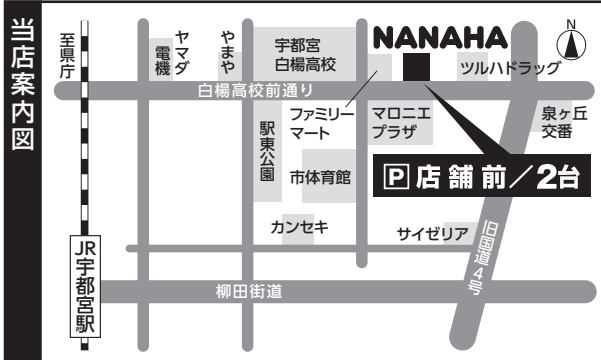 当店案内図
至県庁
ヤマダ
電機
やまや
宇都宮
白楊高校
NANAHA
N
ツルハドラッグ
白楊高校前通り
ファミリー
マート
マロニエ
プラザ
泉ヶ丘
交番
駅東公園
市体育館
P店舗前/2台
カンセキ
サイゼリア
旧国道4号
JR宇都宮駅
柳田街道